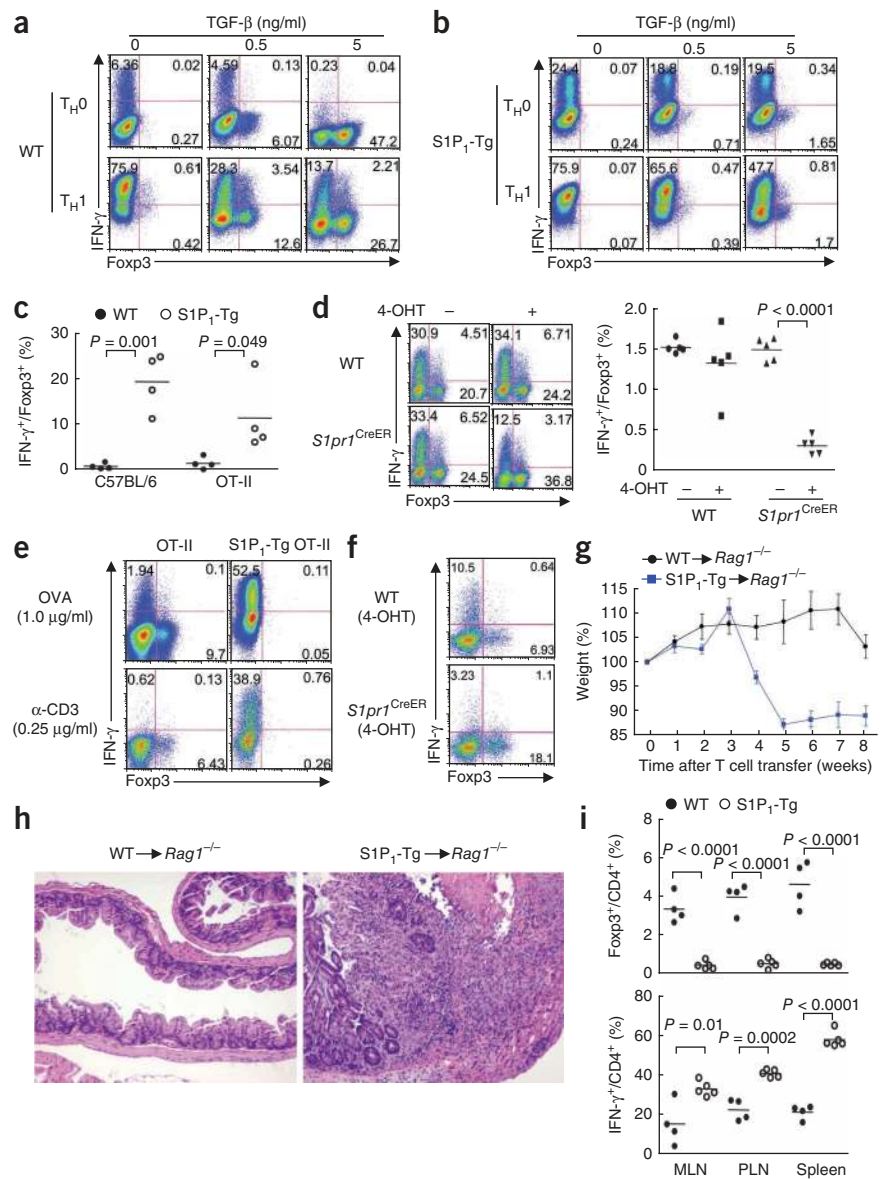 a
TGF-β (ng/ml)
0 0.5 5
WT
TH0
6.36 0.02 0.27
4.59 0.13 6.07
0.23 0.04 47.2
TH1
75.9 0.61 0.42
28.3 3.54 12.6
13.7 2.21 26.7
IFN-γ
Foxp3
b
TGF-β (ng/ml)
0 0.5 5
S1P1-Tg
TH0
24.4 0.07 0.24
18.8 0.19 0.71
19.5 0.34 1.65
TH1
75.9 0.07 0.07
65.6 0.47 0.39
47.7 0.81 1.7
IFN-γ
Foxp3
c
WT S1P1-Tg
IFN-γ+/Foxp3+ (%)
30
20
10
0
P = 0.001
P = 0.049
C57BL/6 OT-II
d
4-OHT – +
WT
30.9 4.51 20.7
34.1 6.71 24.2
S1pr1CreER
33.4 6.52 24.5
12.5 3.17 36.8
IFN-γ
Foxp3
IFN-γ+/Foxp3+ (%)
2.0
1.5
1.0
0.5
0
P < 0.0001
4-OHT – + – +
WT S1pr1CreER
e
OT-II S1P1-Tg OT-II
OVA
(1.0 μg/ml)
1.94 0.1 9.7
52.5 0.11 0.05
α-CD3
(0.25 μg/ml)
0.62 0.13 6.43
38.9 0.76 0.26
IFN-γ
Foxp3
f
WT
(4-OHT)
10.5 0.64 6.93
S1pr1CreER
(4-OHT)
3.23 1.1 18.1
IFN-γ
Foxp3
g
WT → Rag1−/−
S1P1-Tg → Rag1−/−
Weight (%)
110
105
100
95
90
85
0 1 2 3 4 5 6 7 8
Time after T cell transfer (weeks)
h
WT → Rag1−/− S1P1-Tg → Rag1−/−
i
WT S1P1-Tg
Foxp3+/CD4+ (%)
8
6
4
2
0
P < 0.0001
P < 0.0001
P < 0.0001
IFN-γ+/CD4+ (%)
80
60
40
20
0
P = 0.01
P = 0.0002
P < 0.0001
MLN PLN Spleen